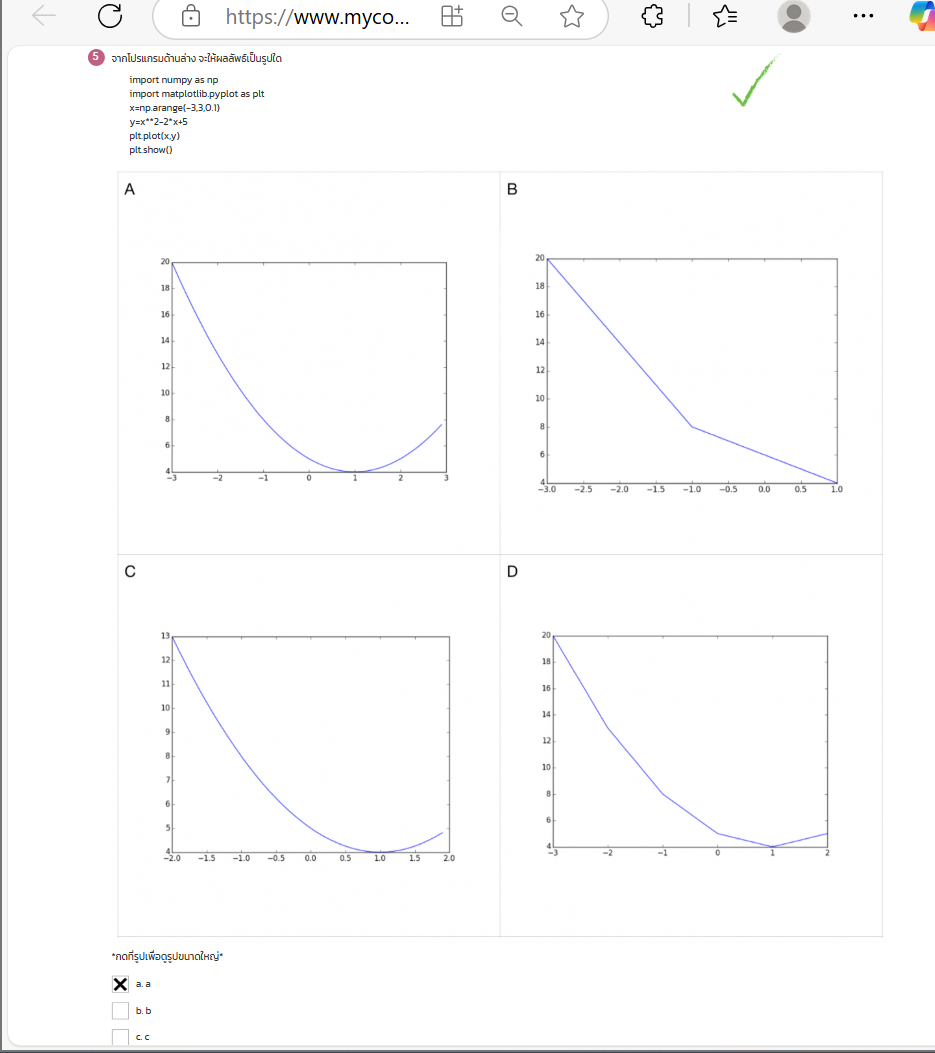 https://www.myco...
5 จากโปรแกรมด้านล่าง จะให้ผลลัพธ์เป็นรูปใด
import numpy as np
import matplotlib.pyplot as plt
x=np.arange(-3,3,0.1)
y=x**2-2*x+5
plt.plot(x,y)
plt.show()
A
20
18
16
14
12
10
8
6
4
−3 −2 −1 0 1 2 3
B
20
18
16
14
12
10
8
6
4
−3.0 −2.5 −2.0 −1.5 −1.0 −0.5 0.0 0.5 1.0
C
13
12
11
10
9
8
7
6
5
4
−2.0 −1.5 −1.0 −0.5 0.0 0.5 1.0 1.5 2.0
D
20
18
16
14
12
10
8
6
4
−3 −2 −1 0 1 2
*กดที่รูปเพื่อดูรูปขนาดใหญ่*
a. a
b. b
c. c